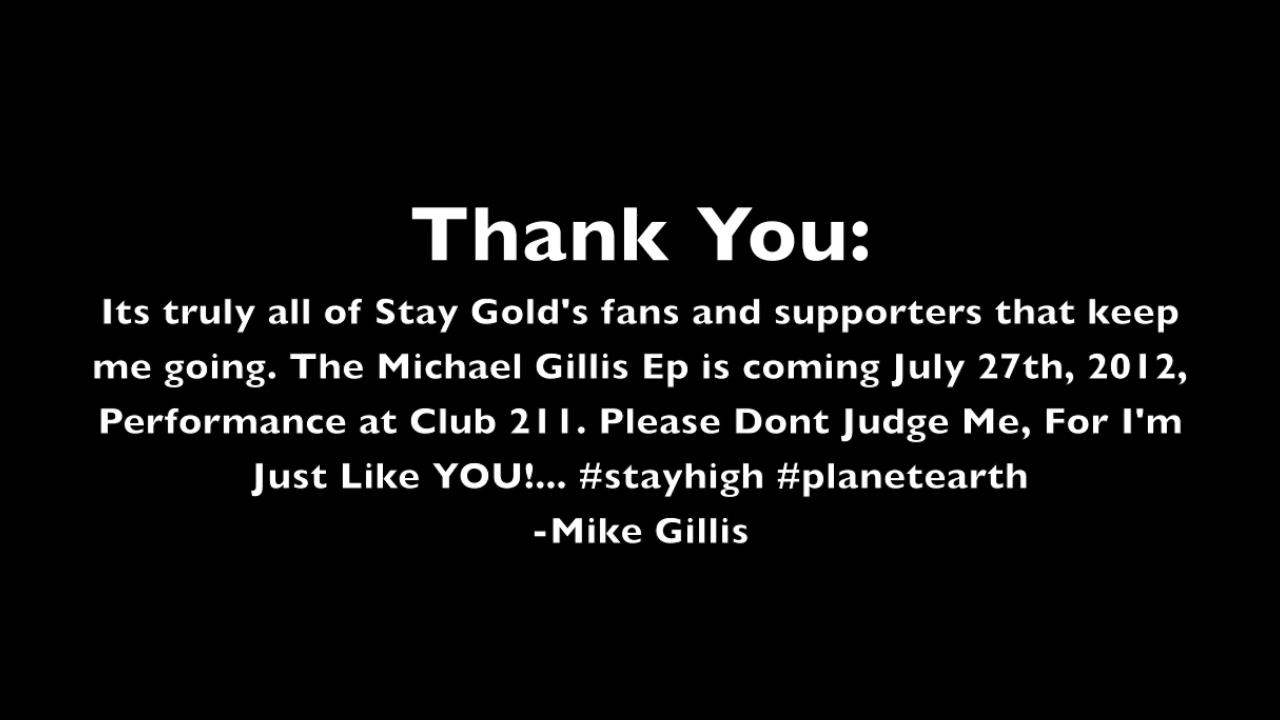 Thank You:
Its truly all of Stay Gold's fans and supporters that keep
me going. The Michael Gillis Ep is coming July 27th, 2012,
Performance at Club 211. Please Dont Judge Me, For I'm
Just Like YOU!... #stayhigh #planetearth
-Mike Gillis